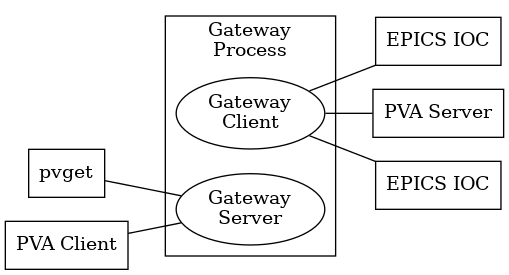 Gateway
Process
EPICS IOC
Gateway
Client
PVA Server
pvget
EPICS IOC
Gateway
Server
PVA Client